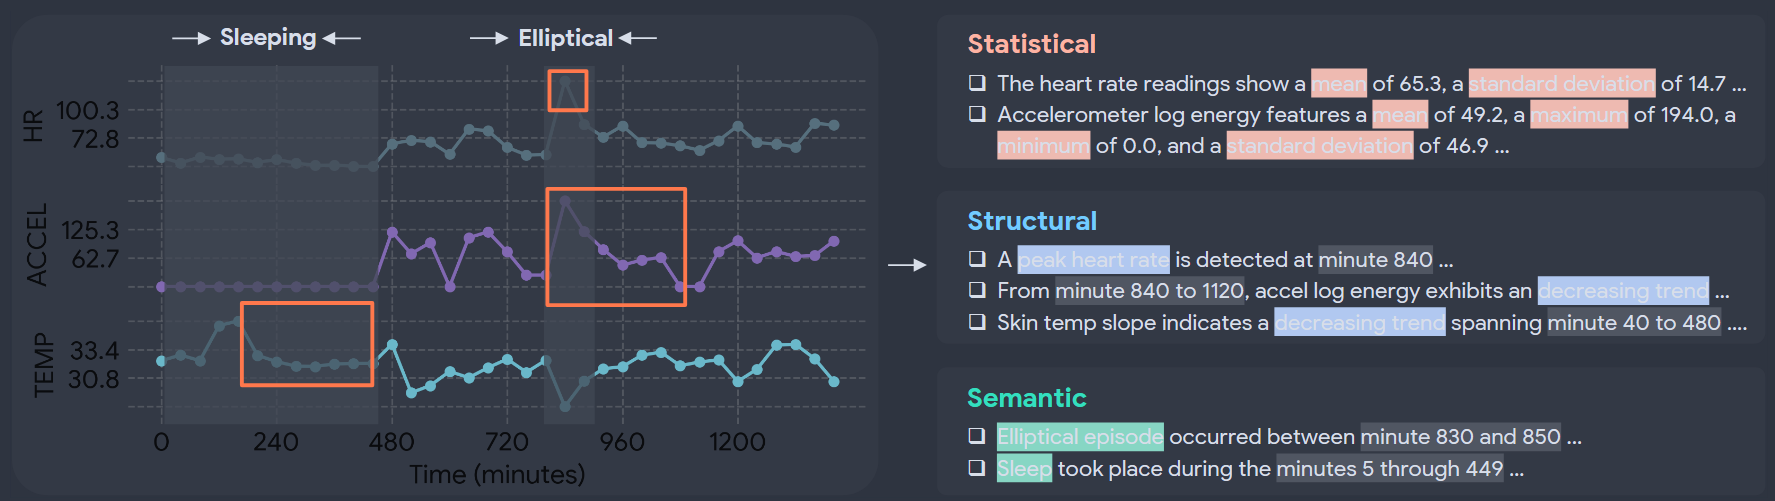 Sleeping
Elliptical
HR
100.3
72.8
ACCEL
125.3
62.7
TEMP
33.4
30.8
0 240 480 720 960 1200
Time (minutes)
Statistical
❑ The heart rate readings show a mean of 65.3, a standard deviation of 14.7 ...
❑ Accelerometer log energy features a mean of 49.2, a maximum of 194.0, a
minimum of 0.0, and a standard deviation of 46.9 ...
Structural
❑ A peak heart rate is detected at minute 840 ...
❑ From minute 840 to 1120, accel log energy exhibits an decreasing trend ...
❑ Skin temp slope indicates a decreasing trend spanning minute 40 to 480 ....
Semantic
❑ Elliptical episode occurred between minute 830 and 850 ...
❑ Sleep took place during the minutes 5 through 449 ...